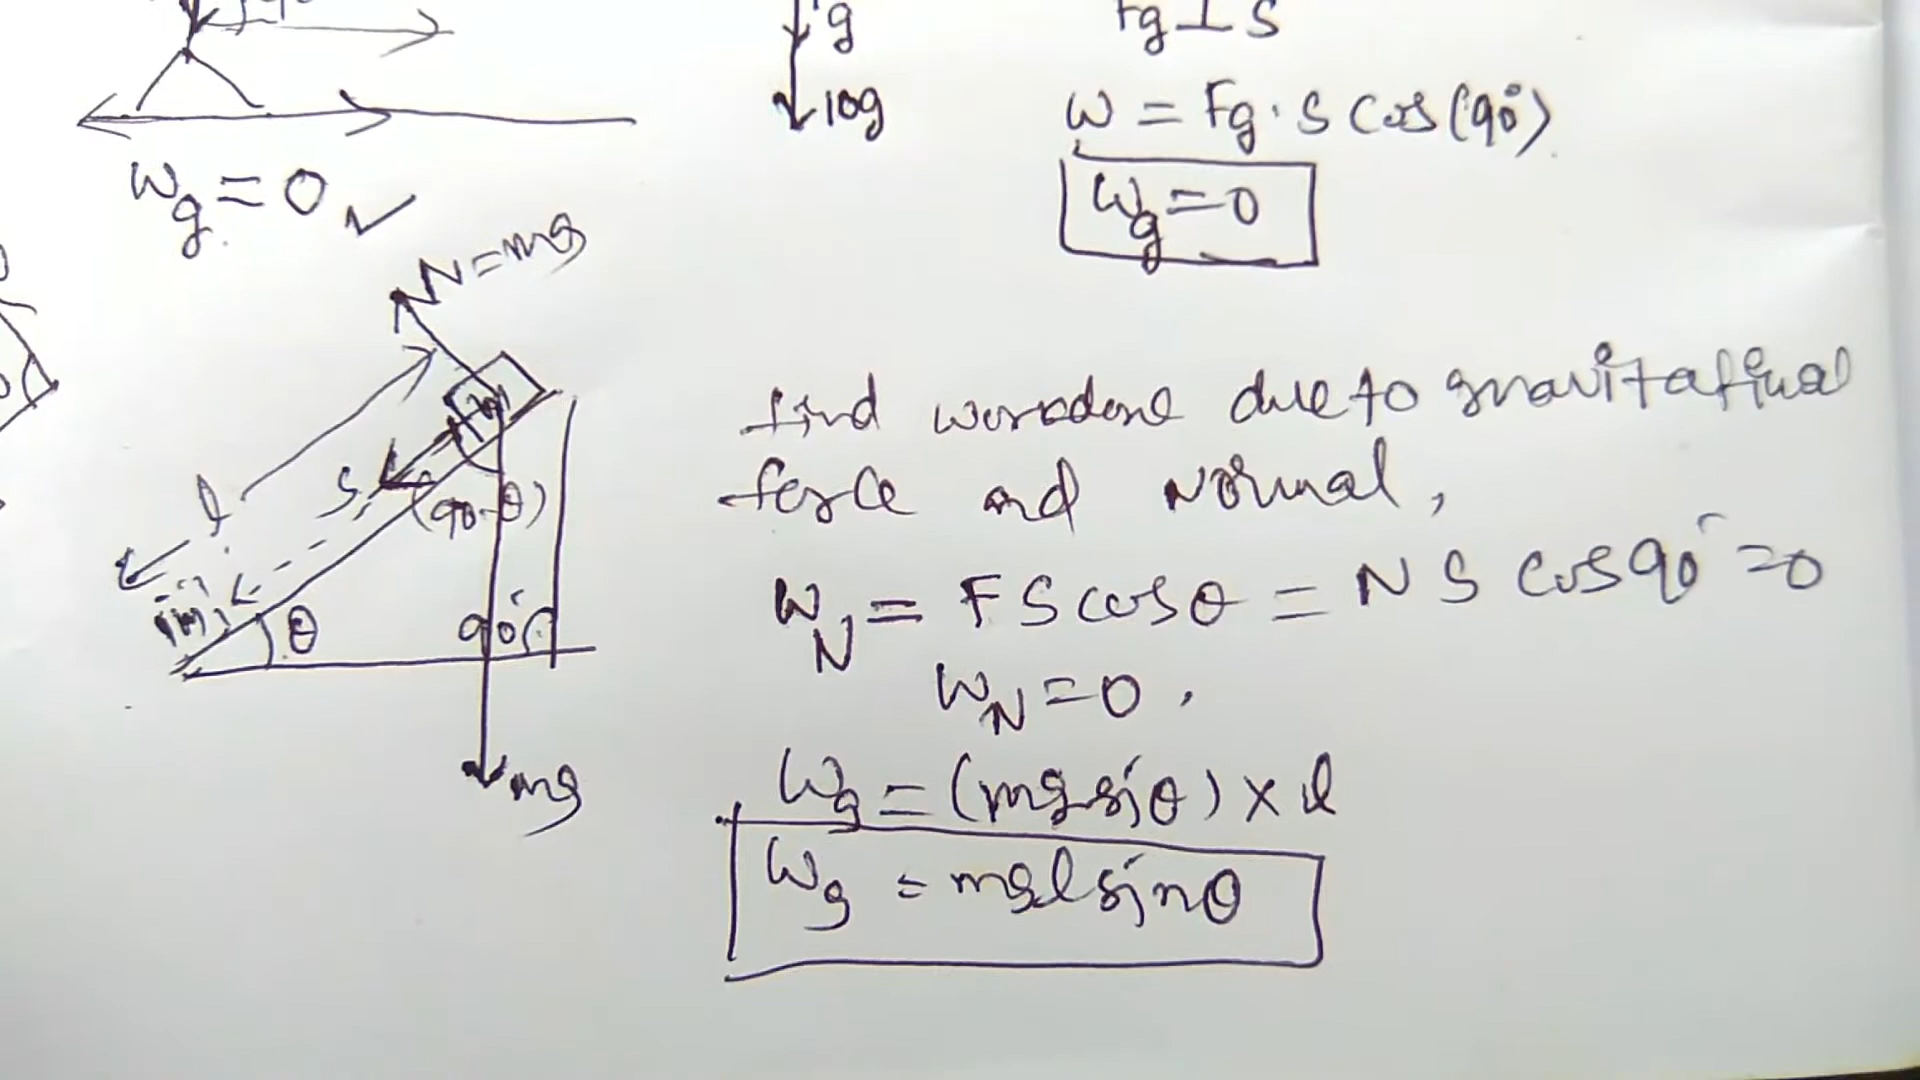 g
Fg ⊥ S
10g
W = Fg · S cos(90°)
Wg = 0
Wg = 0
N = mg
m
l
S
(90-θ)
m
θ
90°
mg
find workdone due to gravitational
force and Normal,
WN = F S cosθ = N S cos90° = 0
WN = 0 .
Wg = (mg sinθ) × l
Wg = mgl sinθ